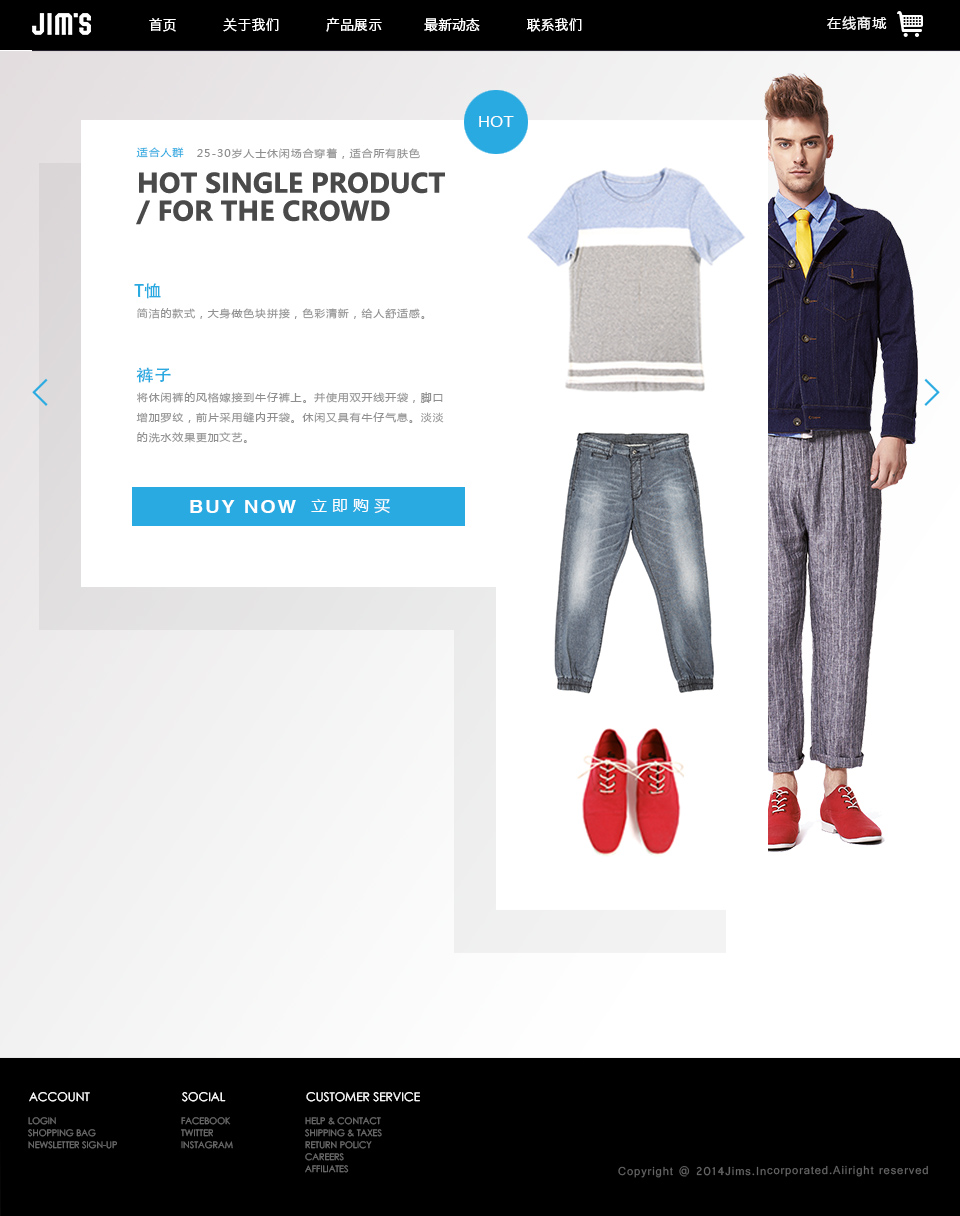 JIM'S
首页 关于我们 产品展示 最新动态 联系我们 在线商城
HOT
适合人群 25-30岁人士休闲场合穿着，适合所有肤色
HOT SINGLE PRODUCT
/ FOR THE CROWD
T恤
简洁的款式，大身做色块拼接，色彩清新，给人舒适感。
裤子
将休闲裤的风格嫁接到牛仔裤上。并使用双开线开袋，脚口
增加罗纹，前片采用缝内开袋。休闲又具有牛仔气息。淡淡
的洗水效果更加文艺。
BUY NOW 立即购买
ACCOUNT
LOGIN
SHOPPING BAG
NEWSLETTER SIGN-UP
SOCIAL
FACEBOOK
TWITTER
INSTAGRAM
CUSTOMER SERVICE
HELP & CONTACT
SHIPPING & TAXES
RETURN POLICY
CAREERS
AFFILIATES
Copyright @ 2014Jims.Incorporated.Aiiright reserved